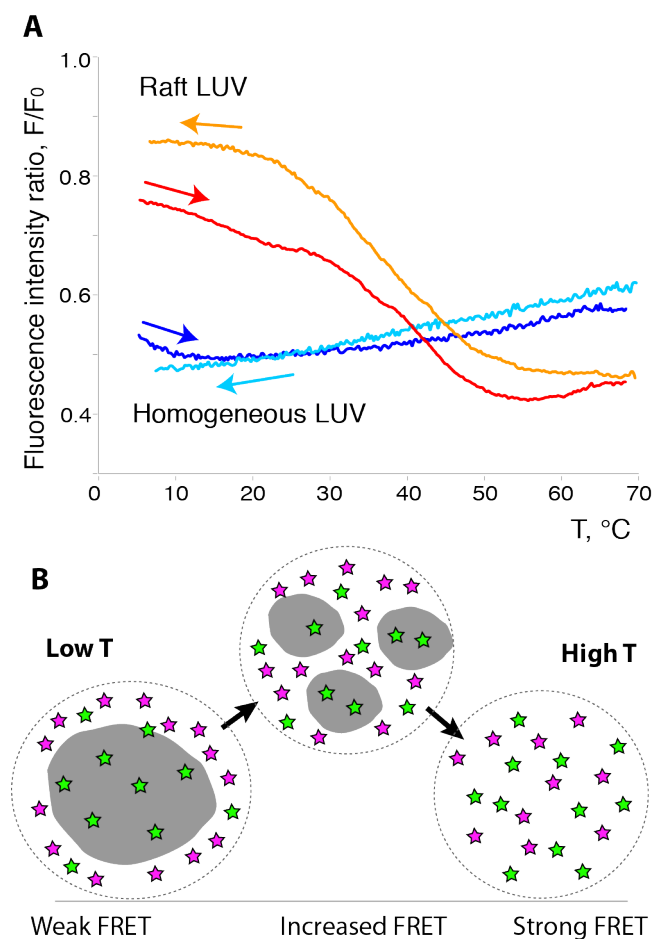 A
Fluorescence intensity ratio, F/F0
1.0
0.8
0.6
0.4
Raft LUV
Homogeneous LUV
0 10 20 30 40 50 60 70
T, °C
B
Low T
High T
Weak FRET
Increased FRET
Strong FRET